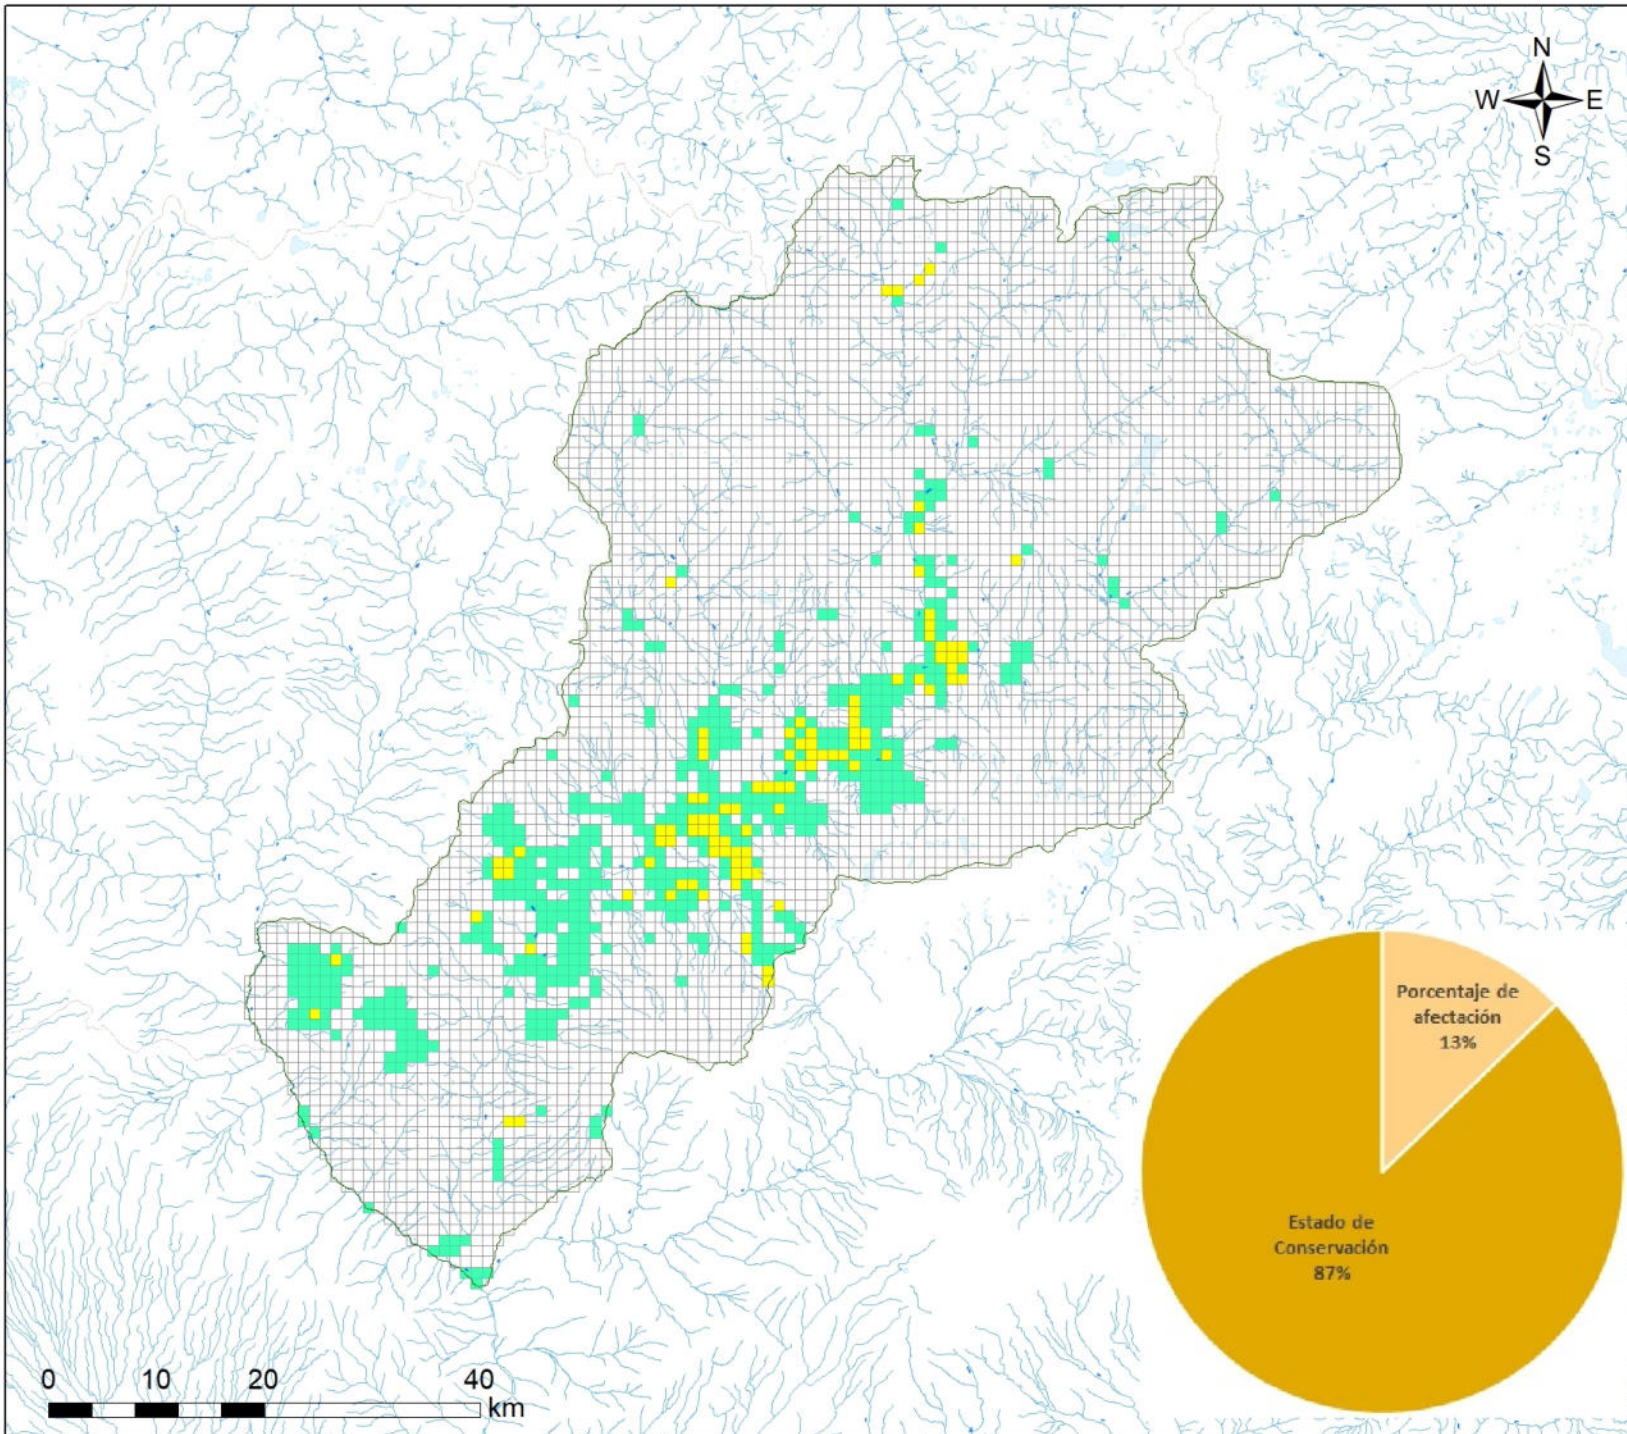 N
W E
S
Porcentaje de
afectación
13%
Estado de
Conservación
87%
0 10 20 40
km